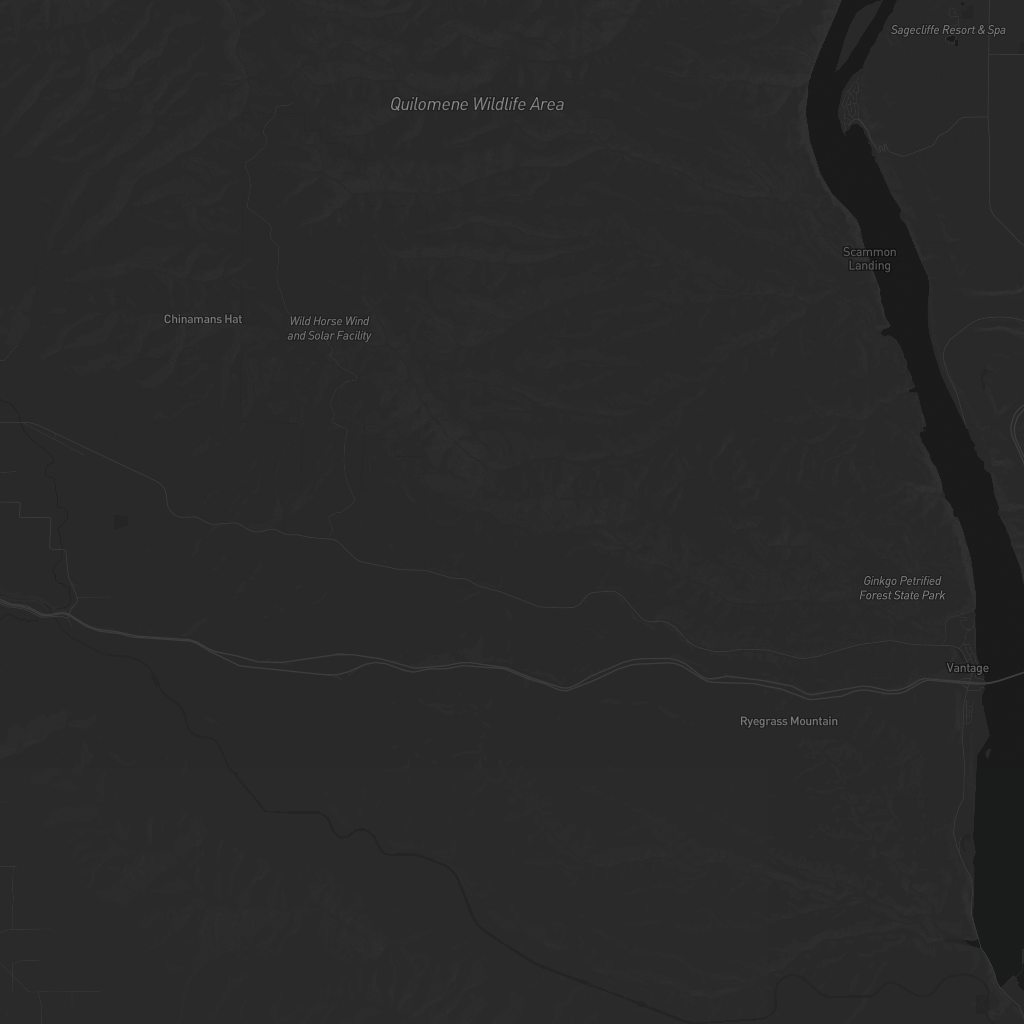 Sagecliffe Resort & Spa
Quilomene Wildlife Area
Scammon
Landing
Chinamans Hat
Wild Horse Wind
and Solar Facility
Ginkgo Petrified
Forest State Park
Vantage
Ryegrass Mountain